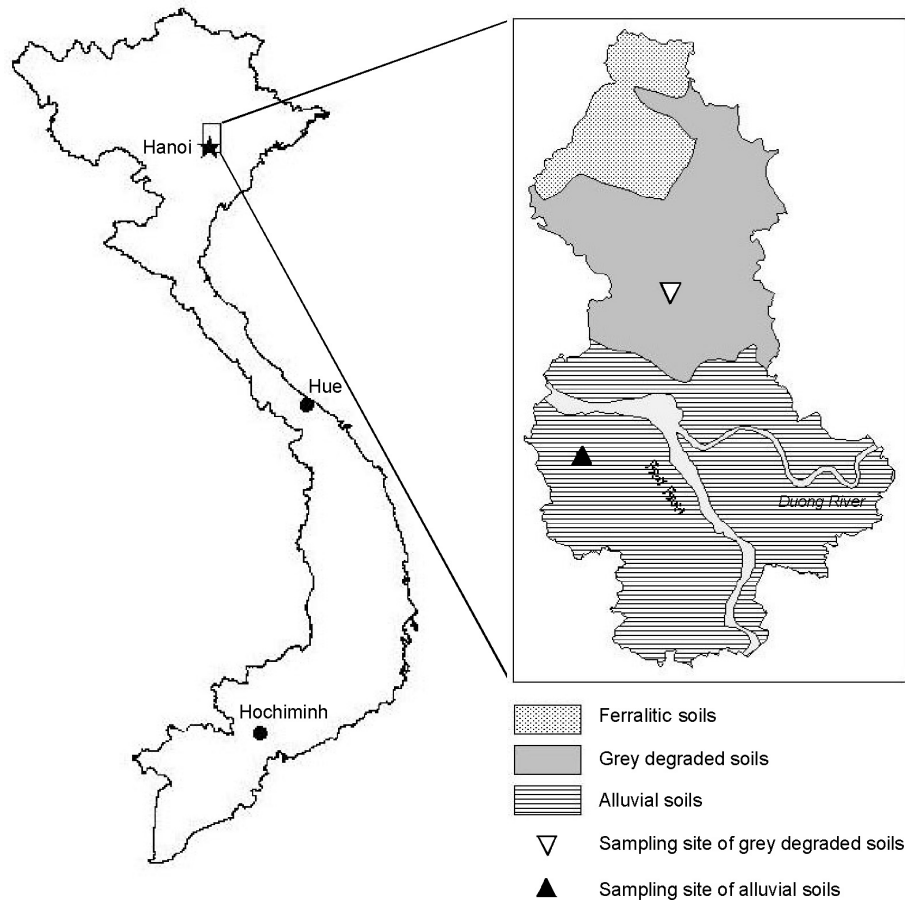 Hanoi
Hue
Hochiminh
Duong River
Ferralitic soils
Grey degraded soils
Alluvial soils
Sampling site of grey degraded soils
Sampling site of alluvial soils